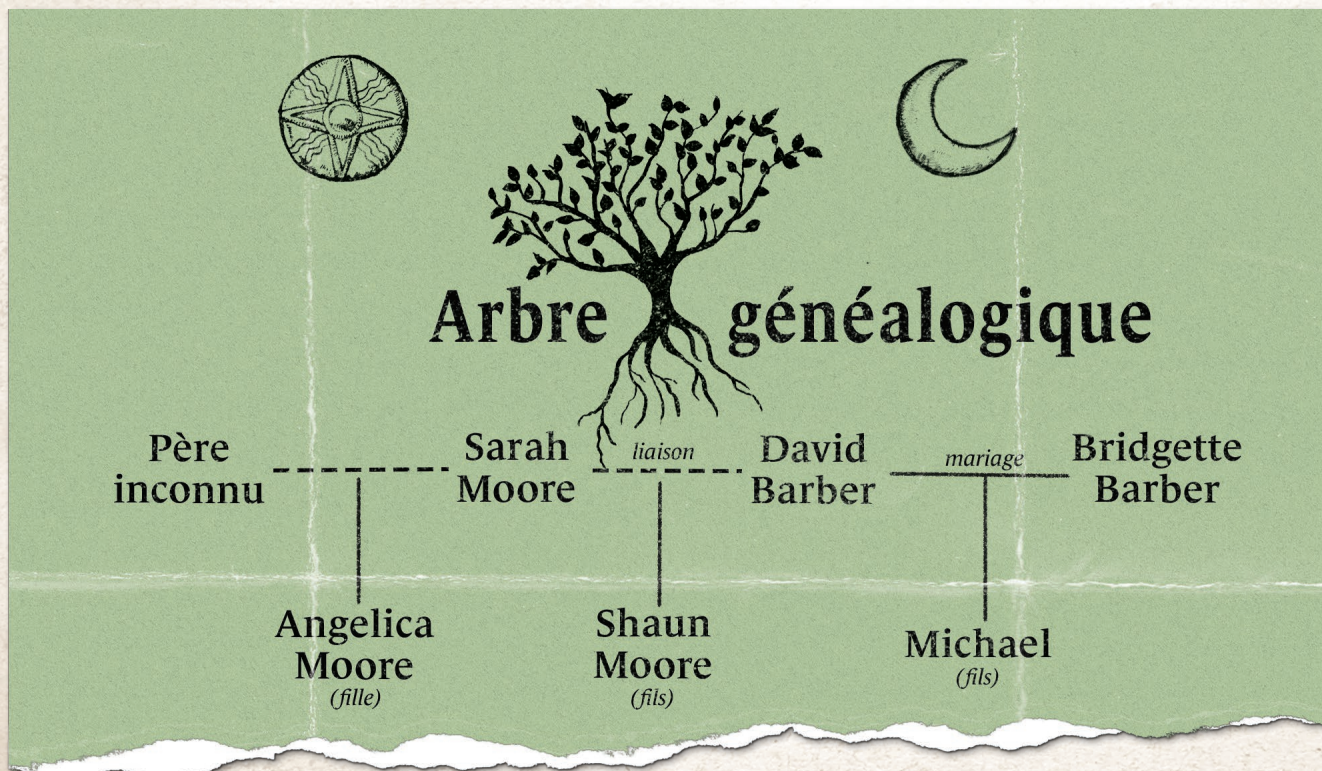 Arbre généalogique
Père
inconnu
Sarah
Moore
liaison
David
Barber
mariage
Bridgette
Barber
Angelica
Moore
(fille)
Shaun
Moore
(fils)
Michael
(fils)